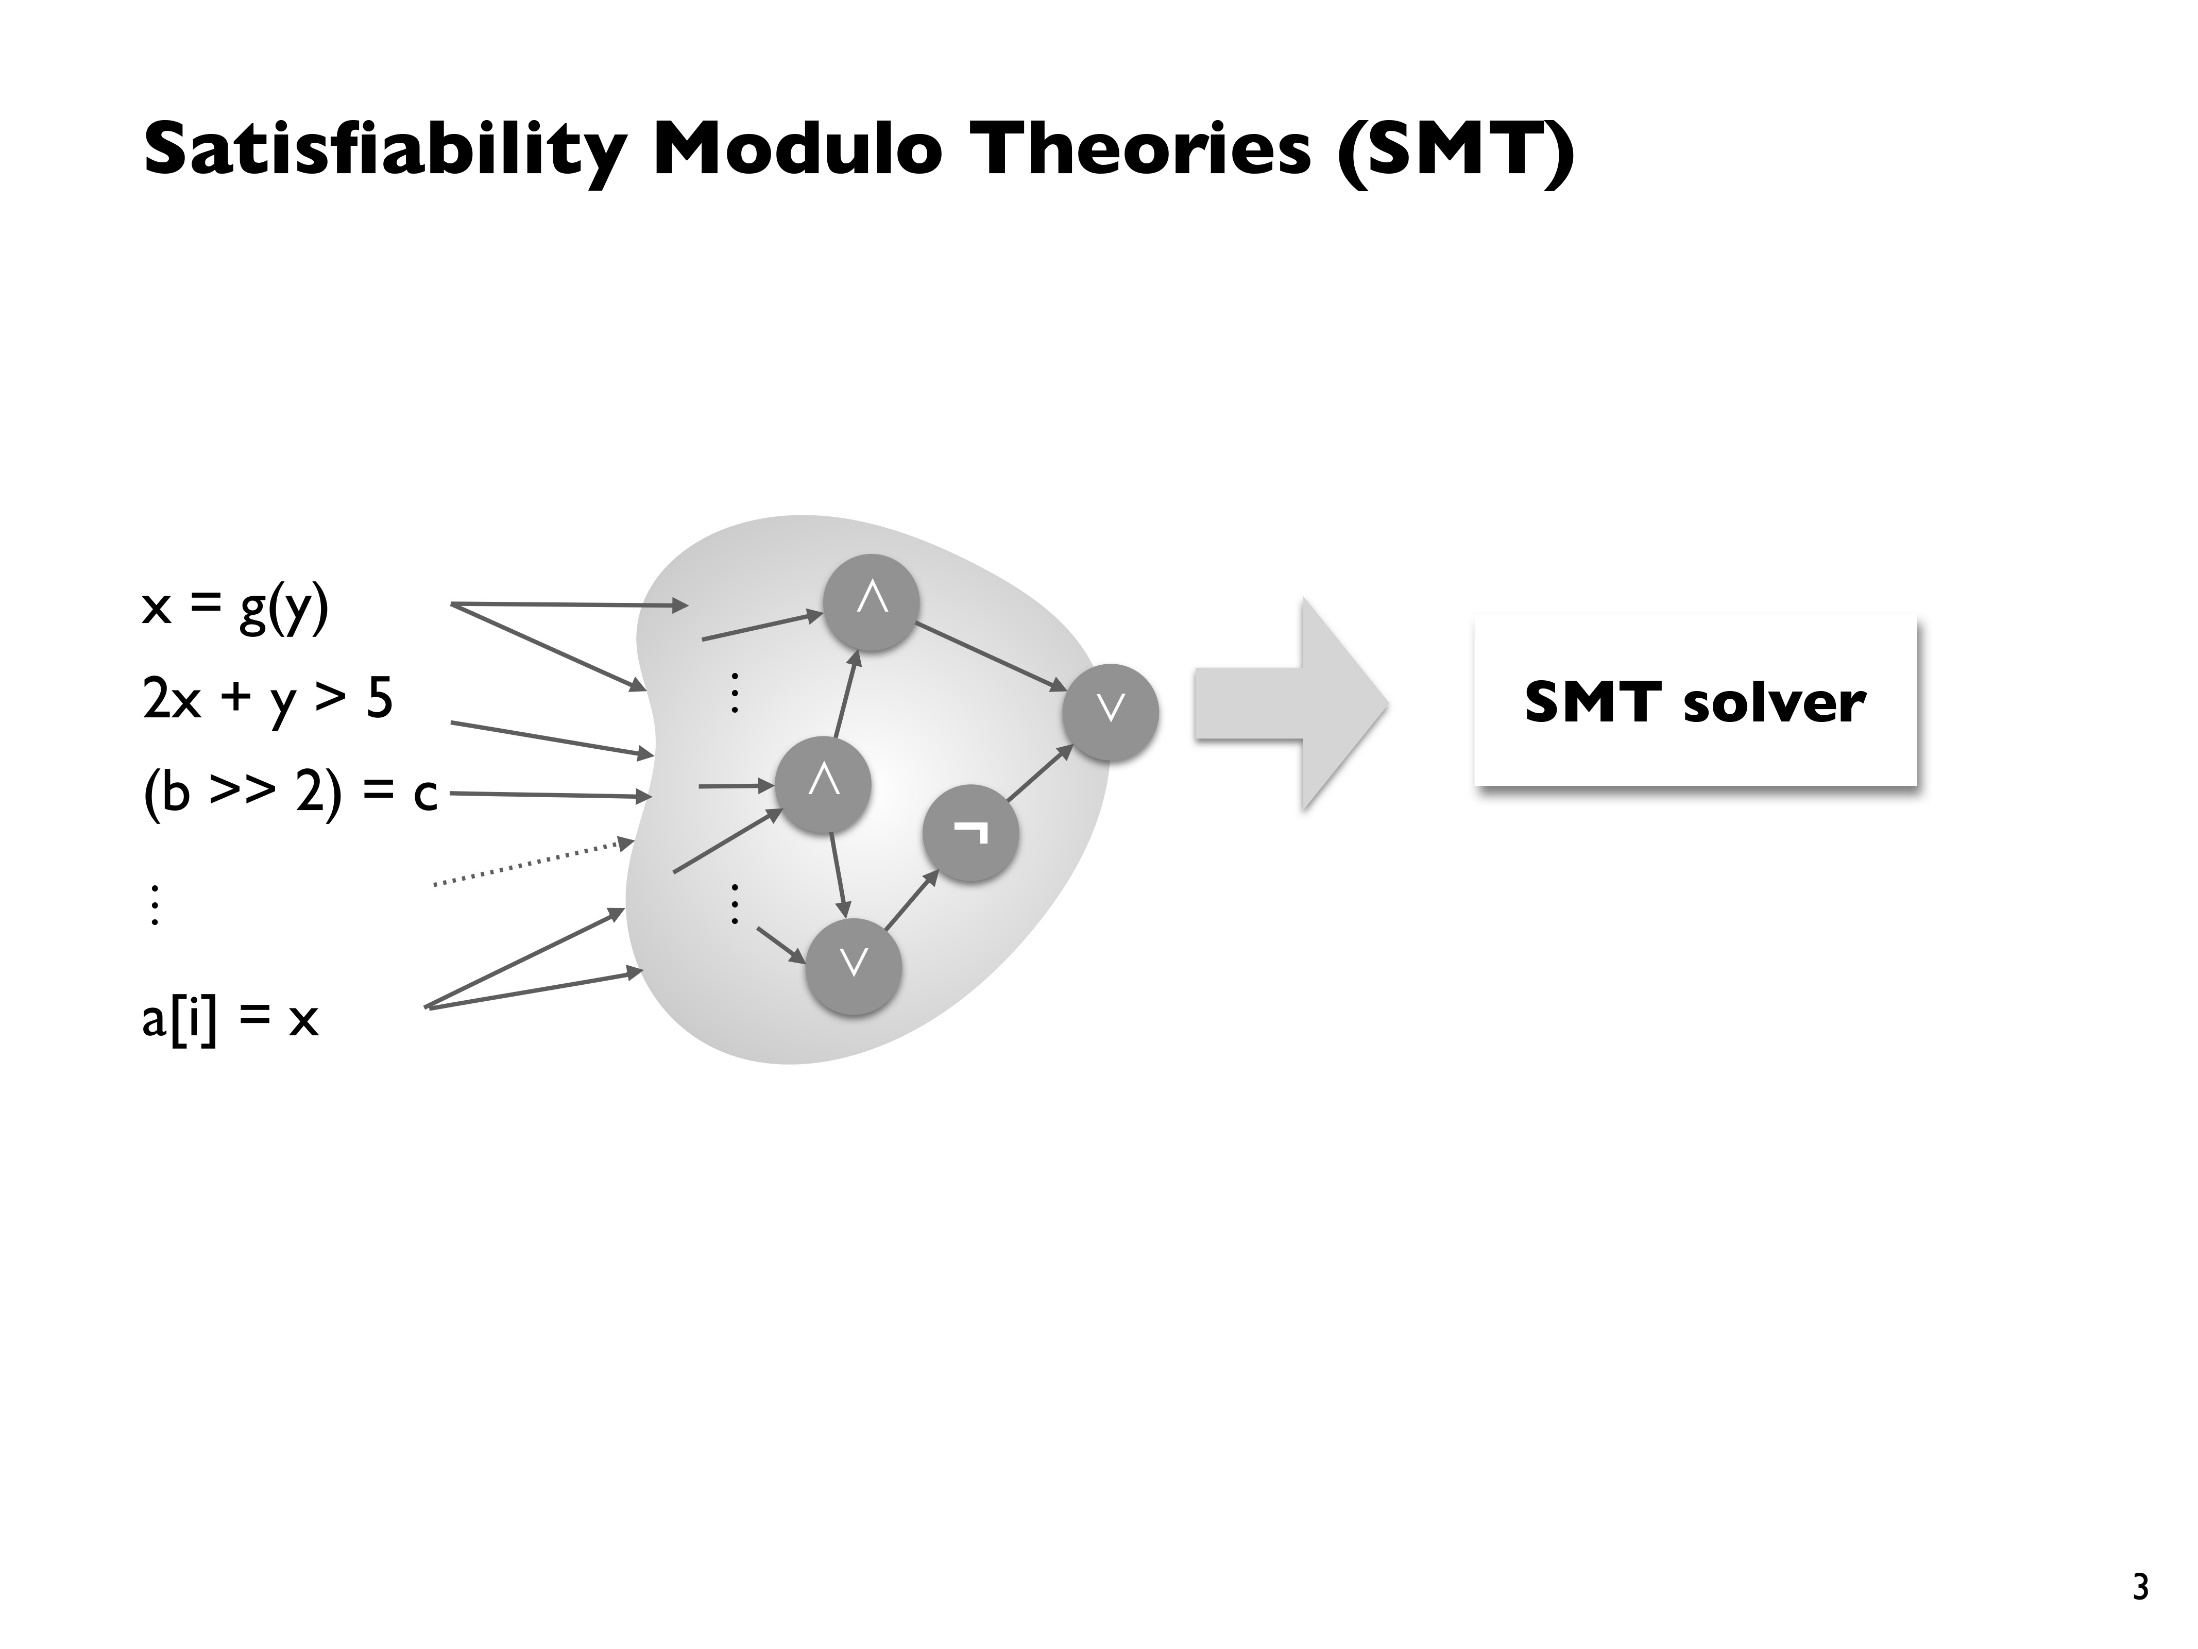 Satisfiability Modulo Theories (SMT)
x = g(y)
2x + y > 5
(b >> 2) = c
⋮
a[i] = x
∧
⋮
∨
∧
¬
⋮
∨
SMT solver
3